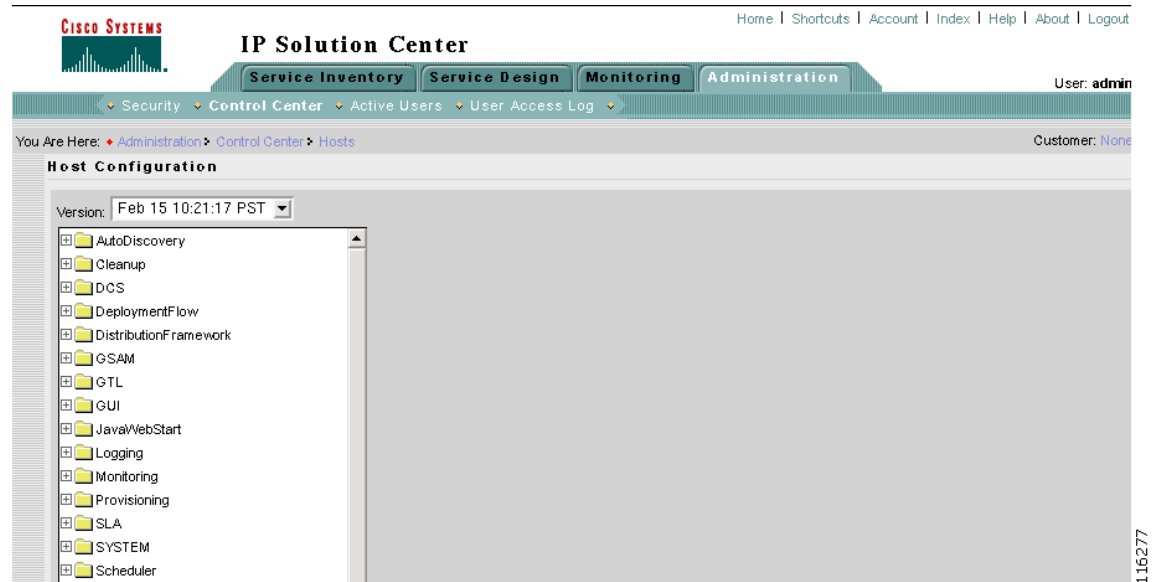 Home | Shortcuts | Account | Index | Help | About | Logout
CISCO SYSTEMS
IP Solution Center
Service Inventory Service Design Monitoring Administration
User: admin
Security Control Center Active Users User Access Log
You Are Here: Administration Control Center Hosts Customer: None
Host Configuration
Version: Feb 15 10:21:17 PST
AutoDiscovery
Cleanup
DCS
DeploymentFlow
DistributionFramework
GSAM
GTL
GUI
JavaWebStart
Logging
Monitoring
Provisioning
SLA
SYSTEM
Scheduler
116277